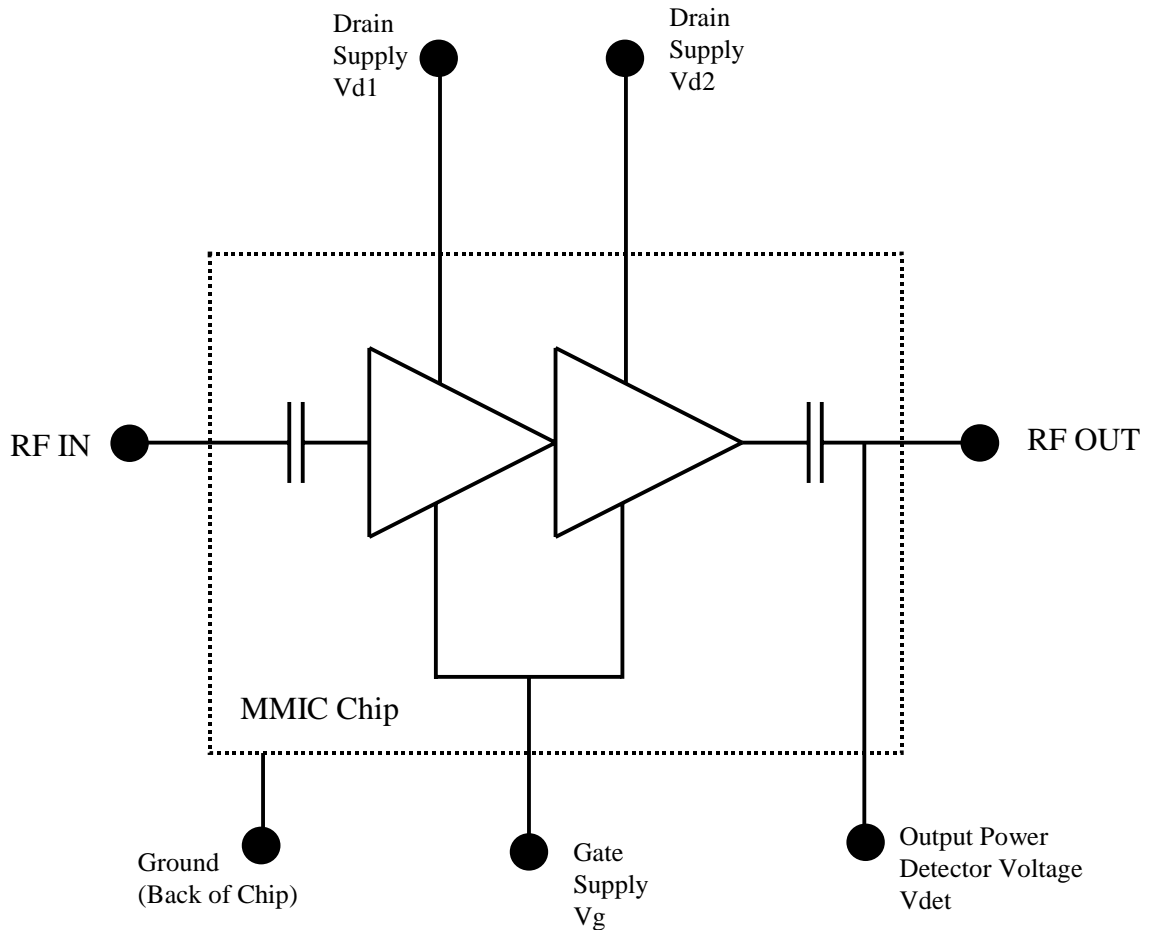 Drain
Supply
Vd1
Drain
Supply
Vd2
RF IN
RF OUT
MMIC Chip
Ground
(Back of Chip)
Gate
Supply
Vg
Output Power
Detector Voltage
Vdet